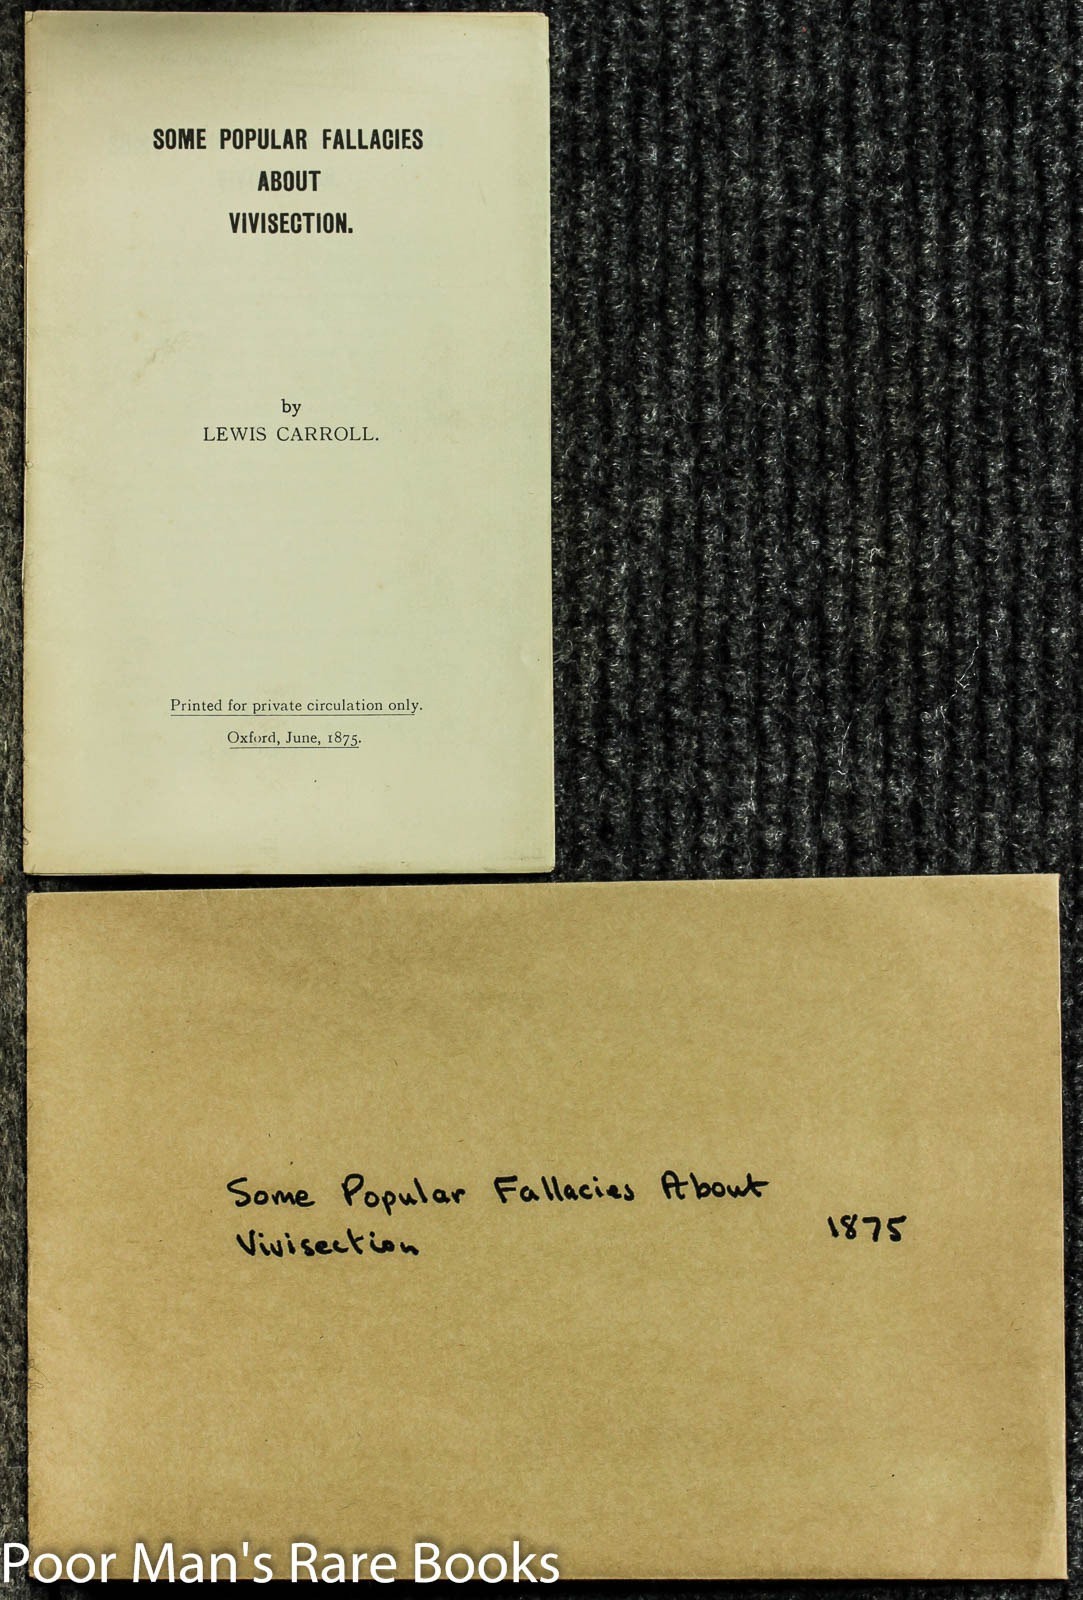 SOME POPULAR FALLACIES
ABOUT
VIVISECTION.
by
LEWIS CARROLL.
Printed for private circulation only.
Oxford, June, 1875.
Some Popular Fallacies About
Vivisection
1875
Poor Man's Rare Books